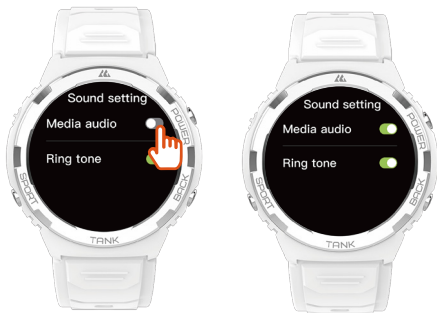 Sound setting
Media audio
Ring tone
POWER
SPORT
BACK
TANK
Sound setting
Media audio
Ring tone
POWER
SPORT
BACK
TANK